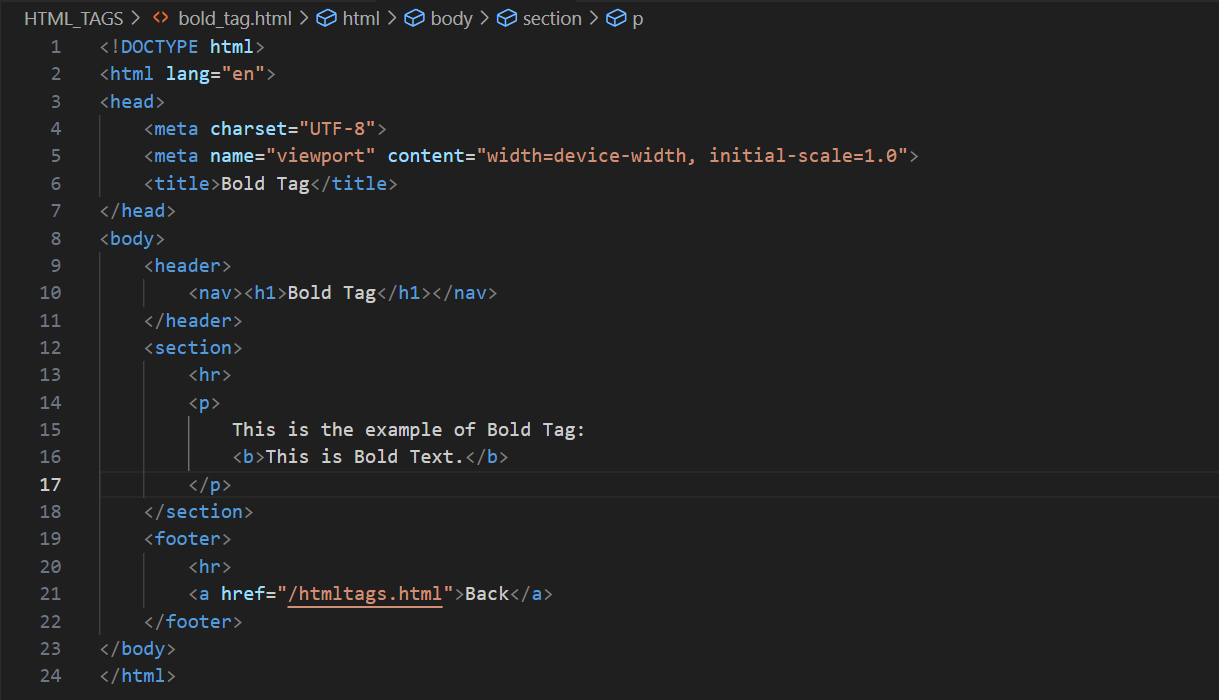 HTML_TAGS > <> bold_tag.html > html > body > section > p
1 <!DOCTYPE html>
2 <html lang="en">
3 <head>
4     <meta charset="UTF-8">
5     <meta name="viewport" content="width=device-width, initial-scale=1.0">
6     <title>Bold Tag</title>
7 </head>
8 <body>
9     <header>
10         <nav><h1>Bold Tag</h1></nav>
11     </header>
12     <section>
13         <hr>
14         <p>
15             This is the example of Bold Tag:
16             <b>This is Bold Text.</b>
17         </p>
18     </section>
19     <footer>
20         <hr>
21         <a href="/htmltags.html">Back</a>
22     </footer>
23 </body>
24 </html>